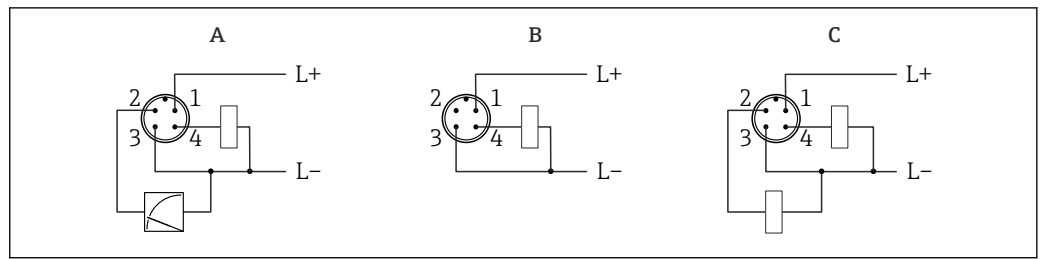 A B C
L+ L+ L+
2 1 2 1 2 1
3 4 3 4 3 4
L– L– L–